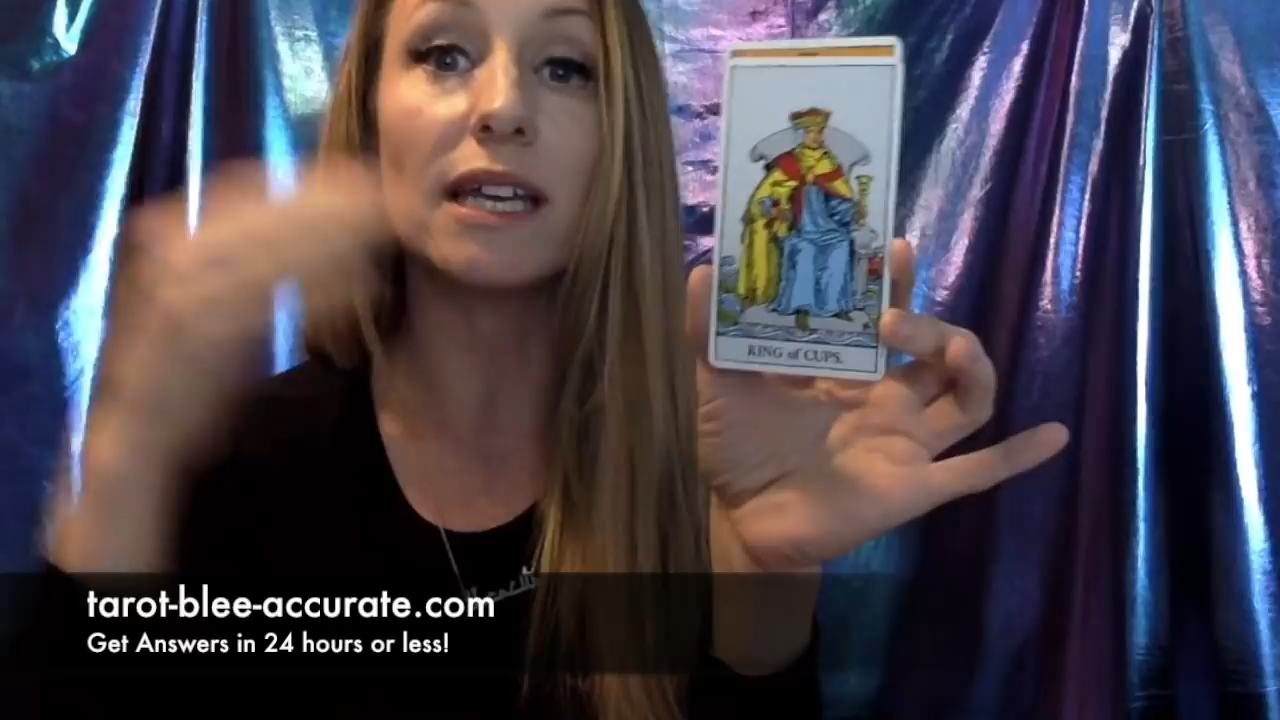 KING of CUPS.
tarot-blee-accurate.com
Get Answers in 24 hours or less!